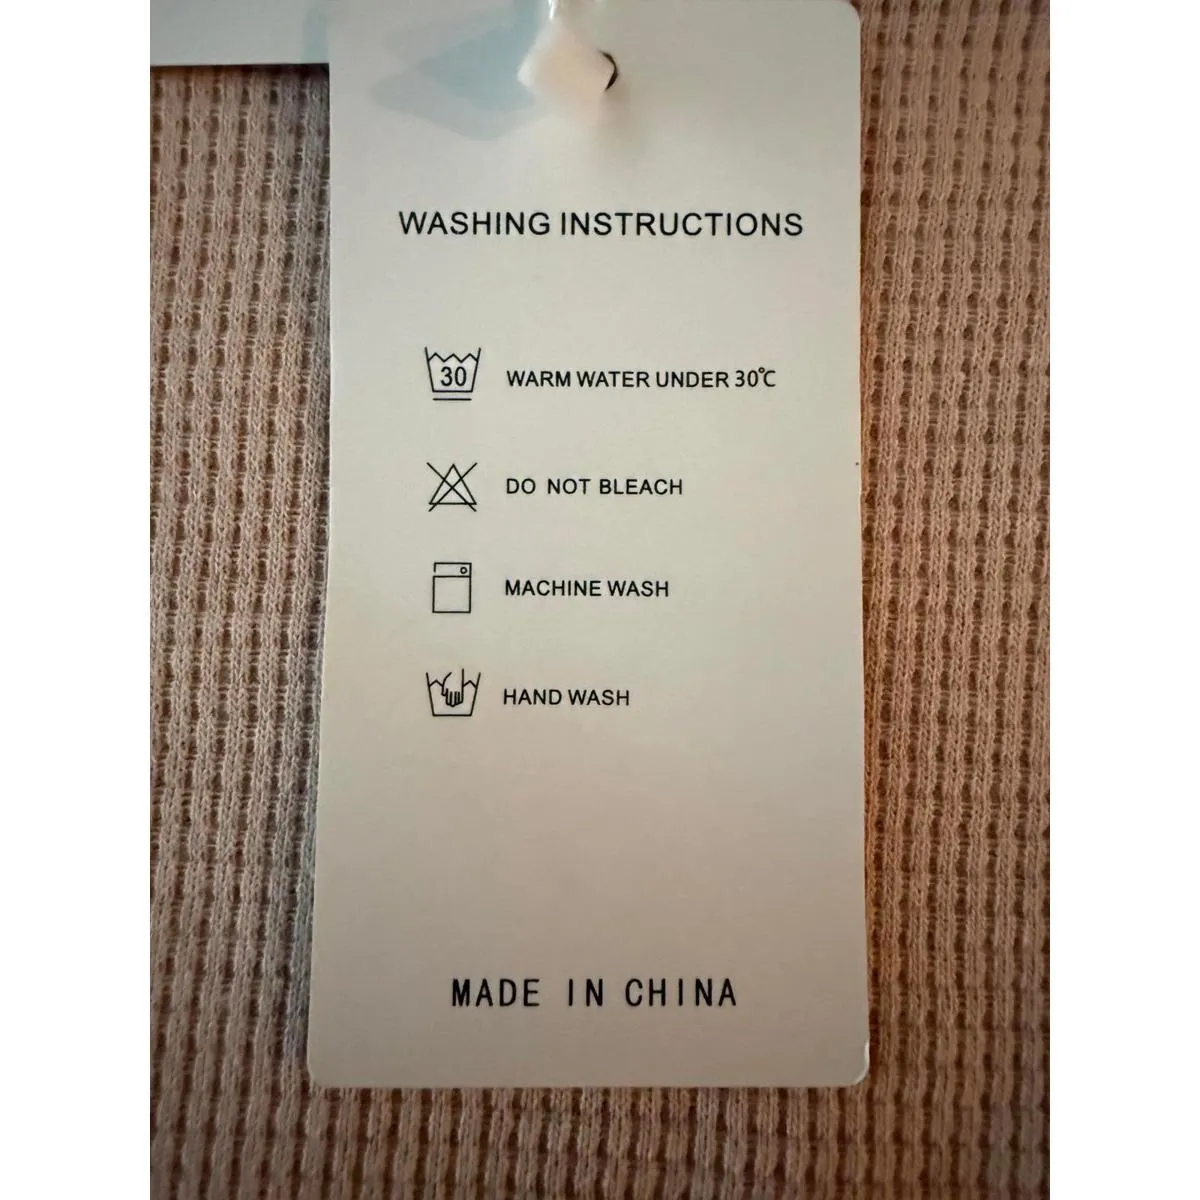 WASHING INSTRUCTIONS
30 WARM WATER UNDER 30℃
DO NOT BLEACH
MACHINE WASH
HAND WASH
MADE IN CHINA